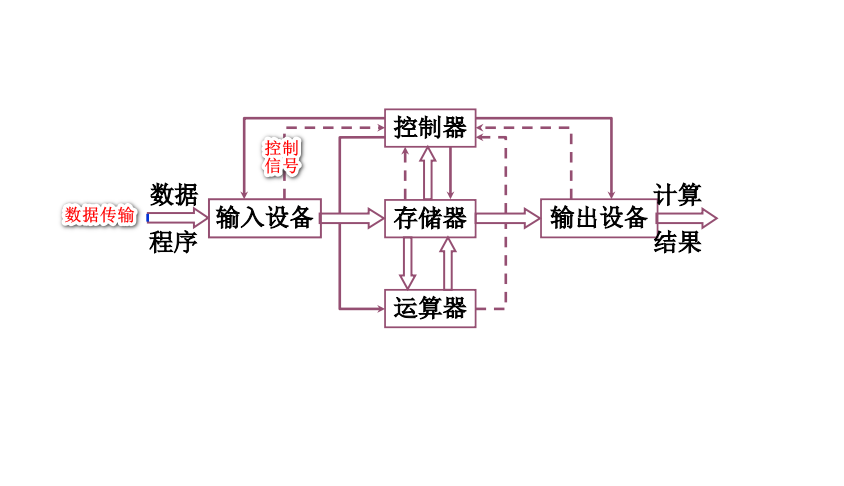 控制器
控制
信号
数据
数据传输
程序
输入设备
存储器
输出设备
计算
结果
运算器